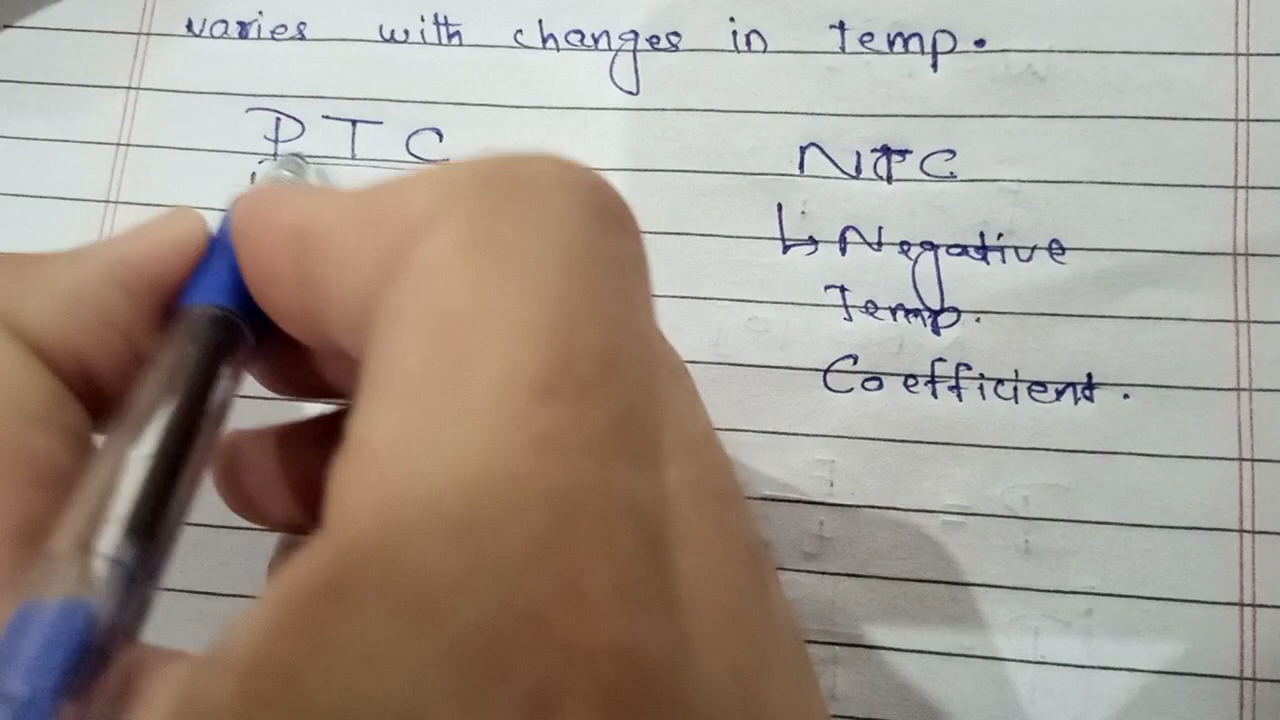 varies with changes in temp.
PTC
NTC
↳ Negative
Temp.
Coefficient.